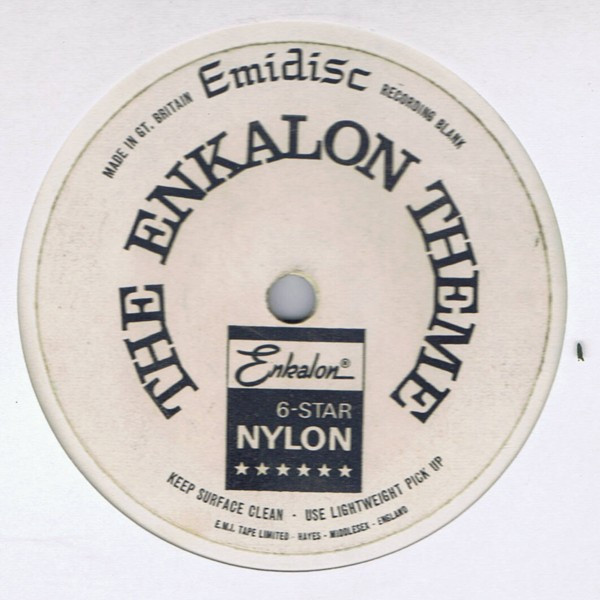 Emidisc
MADE IN GT. BRITAIN
RECORDING BLANK
THE ENKALON THEME
Enkalon®
6-STAR
NYLON
★★★★★★
KEEP SURFACE CLEAN - USE LIGHTWEIGHT PICK UP
E.M.I. TAPE LIMITED - HAYES - MIDDLESEX - ENGLAND